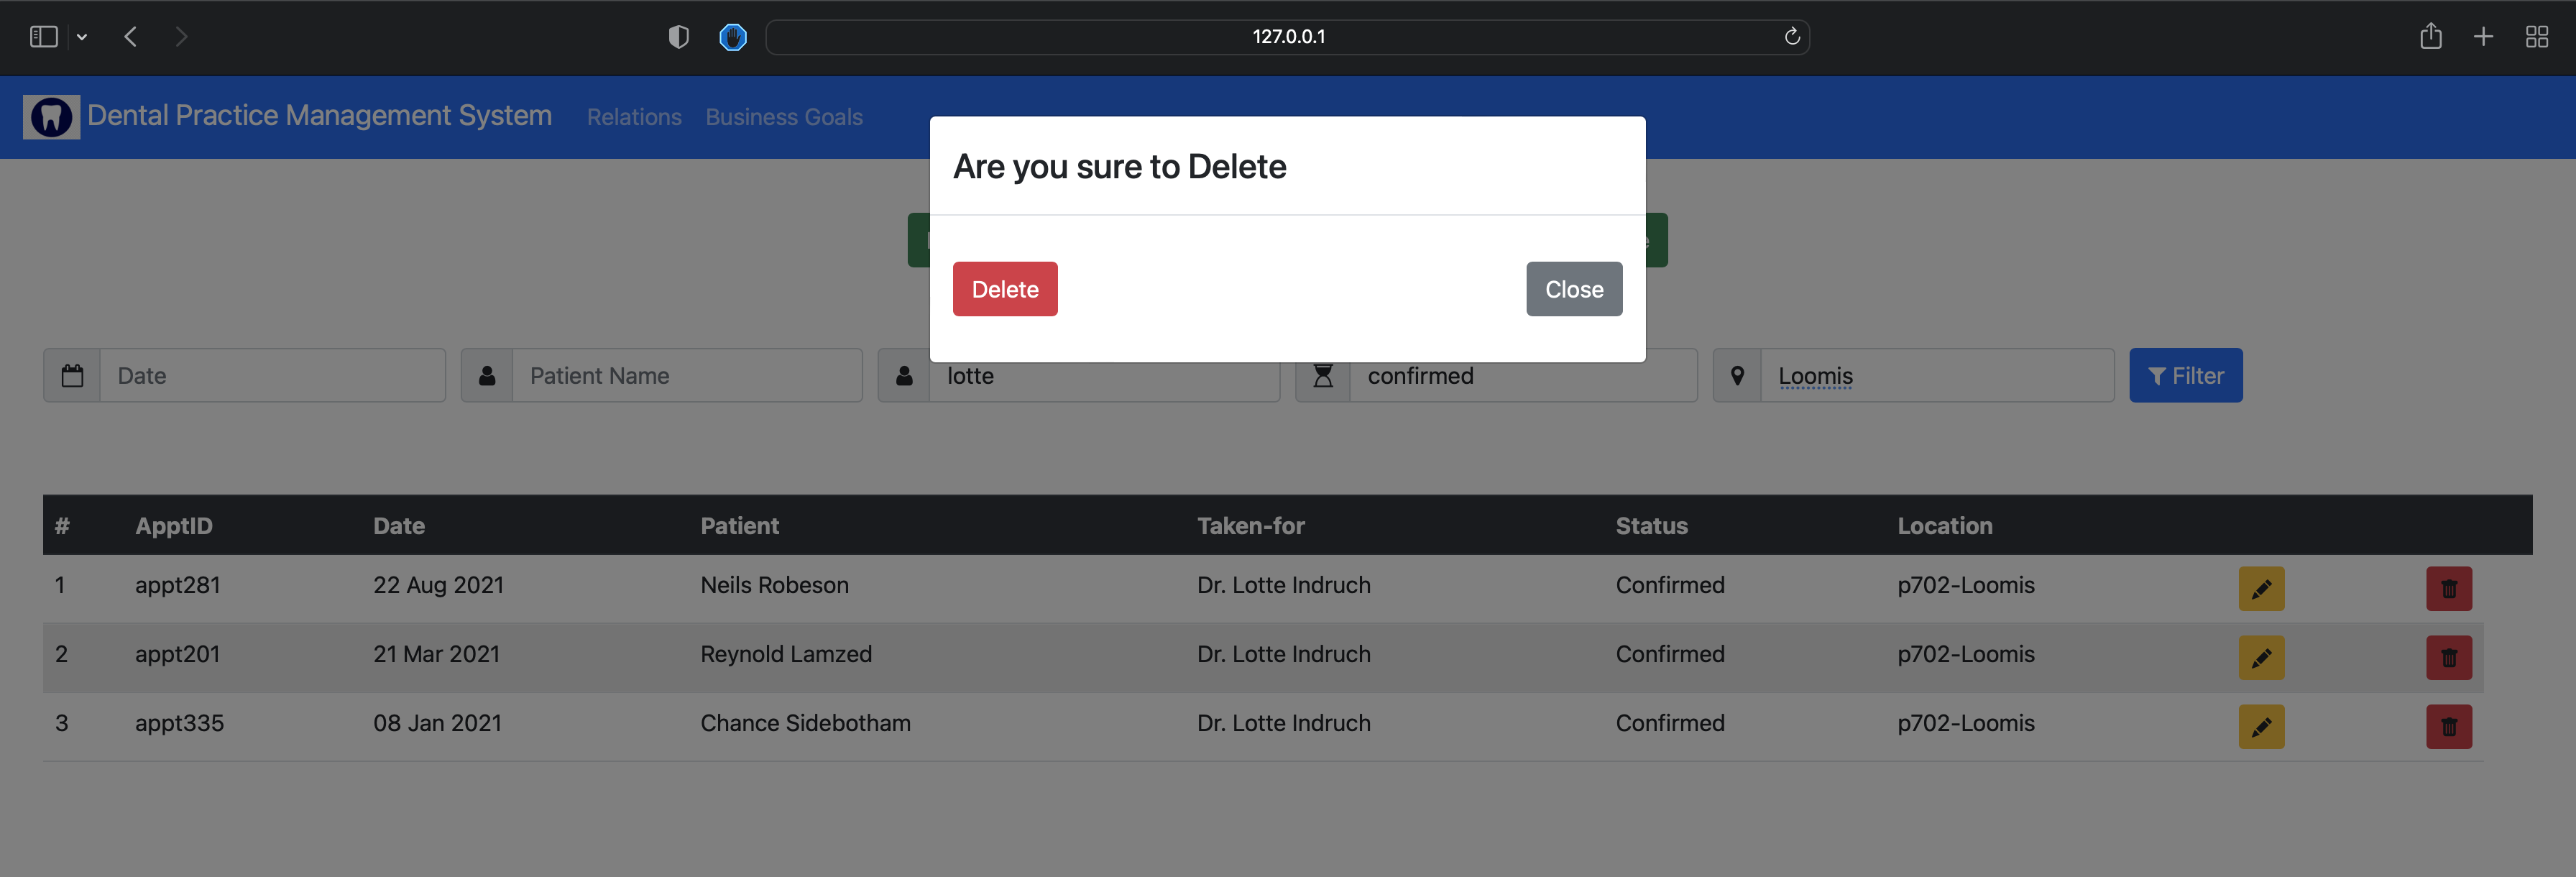 127.0.0.1
Dental Practice Management System Relations Business Goals
Are you sure to Delete
Delete Close
Date Patient Name lotte confirmed Loomis Filter
# ApptID Date Patient Taken-for Status Location
1 appt281 22 Aug 2021 Neils Robeson Dr. Lotte Indruch Confirmed p702-Loomis
2 appt201 21 Mar 2021 Reynold Lamzed Dr. Lotte Indruch Confirmed p702-Loomis
3 appt335 08 Jan 2021 Chance Sidebotham Dr. Lotte Indruch Confirmed p702-Loomis